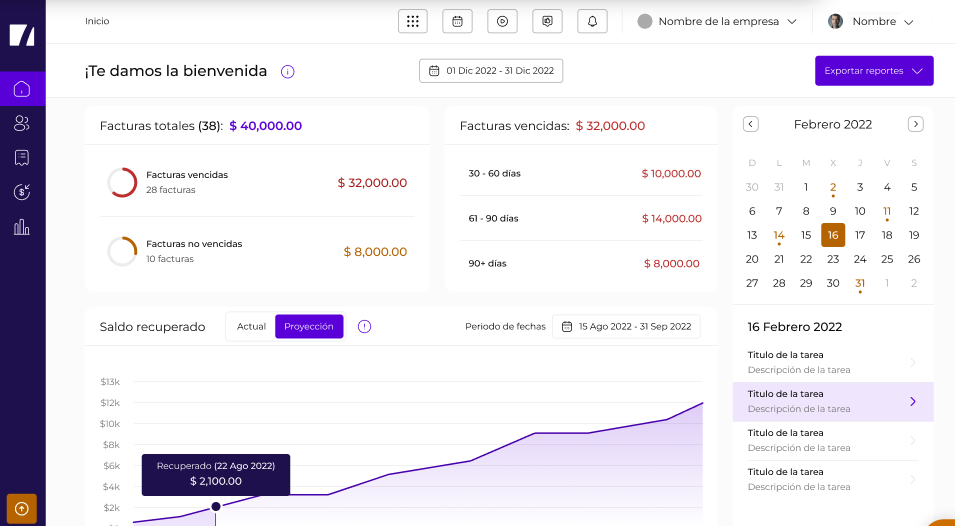 Inicio
Nombre de la empresa
Nombre
¡Te damos la bienvenida
01 Dic 2022 - 31 Dic 2022
Exportar reportes
Facturas totales (38): $ 40,000.00
Facturas vencidas
28 facturas
$ 32,000.00
Facturas no vencidas
10 facturas
$ 8,000.00
Facturas vencidas: $ 32,000.00
30 - 60 días $ 10,000.00
61 - 90 días $ 14,000.00
90+ días $ 8,000.00
Febrero 2022
D L M X J V S
30 31 1 2 3 4 5
6 7 8 9 10 11 12
13 14 15 16 17 18 19
20 21 22 23 24 25 26
27 28 29 30 31 1 2
16 Febrero 2022
Titulo de la tarea
Descripción de la tarea
Titulo de la tarea
Descripción de la tarea
Titulo de la tarea
Descripción de la tarea
Titulo de la tarea
Descripción de la tarea
Saldo recuperado
Actual Proyección
Periodo de fechas 15 Ago 2022 - 31 Sep 2022
$13k
$12k
$10k
$8k
$6k
$4k
$2k
Recuperado (22 Ago 2022)
$ 2,100.00